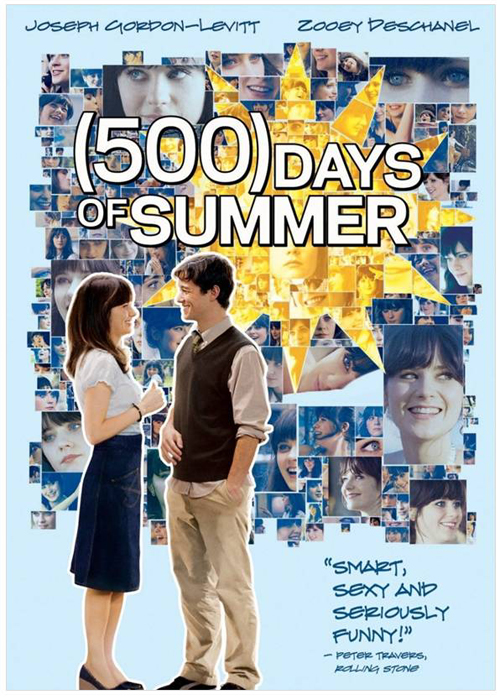 JOSEPH GORDON-LEVITT ZOOEY DESCHANEL
(500) DAYS
OF SUMMER
"SMART,
SEXY AND
SERIOUSLY
FUNNY!"
- PETER TRAVERS,
ROLLING STONE